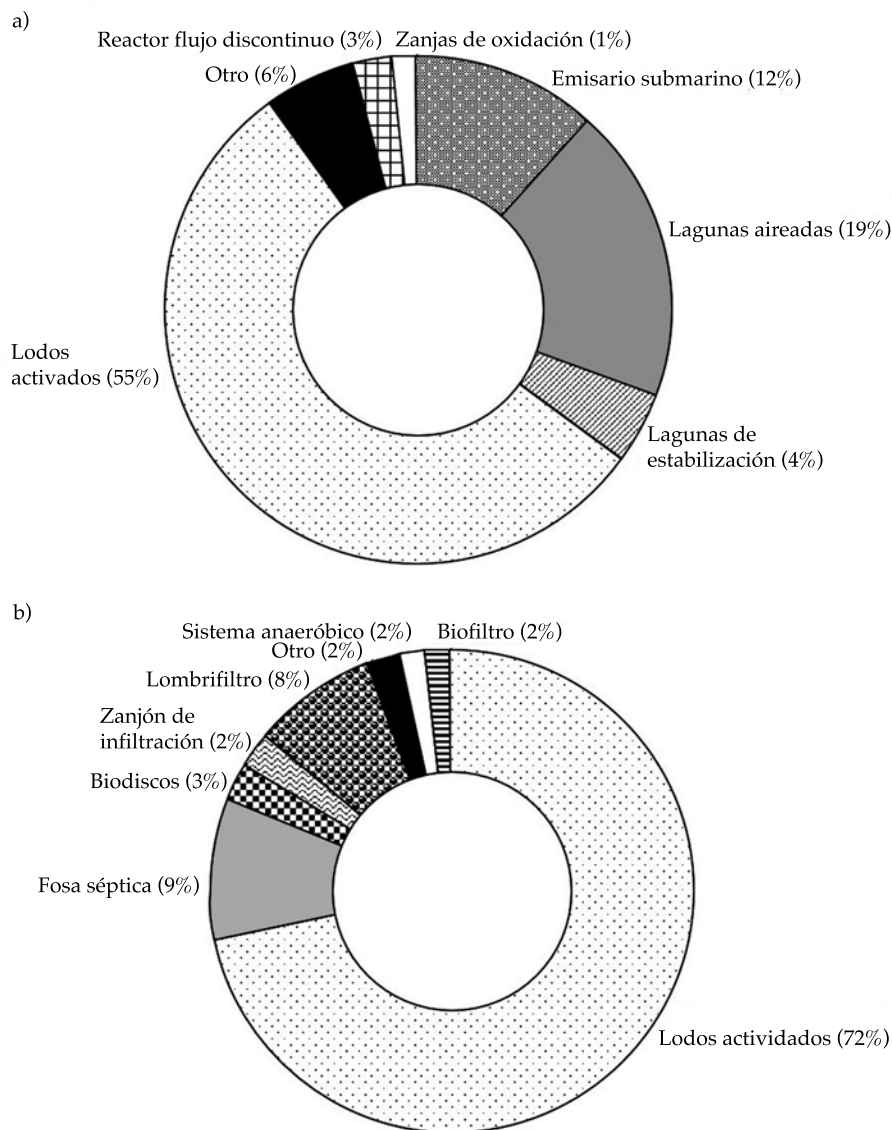 a)
Reactor flujo discontinuo (3%)
Zanjas de oxidación (1%)
Otro (6%)
Emisario submarino (12%)
Lagunas aireadas (19%)
Lodos
activados (55%)
Lagunas de
estabilización (4%)
b)
Sistema anaeróbico (2%)
Biofiltro (2%)
Otro (2%)
Lombrifiltro (8%)
Zanjón de
infiltración (2%)
Biodiscos (3%)
Fosa séptica (9%)
Lodos actividados (72%)